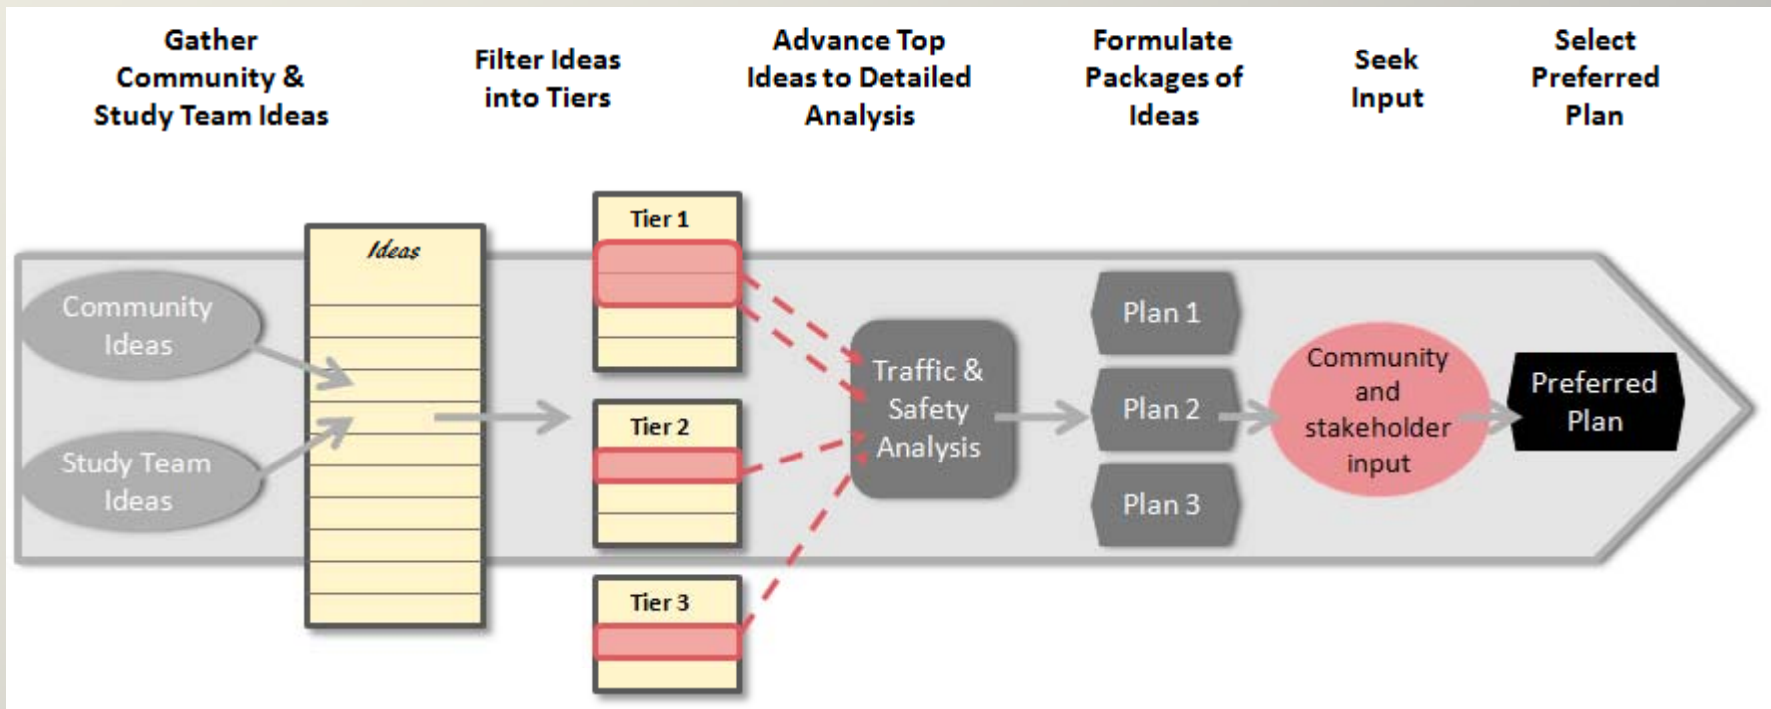 Gather
Community &
Study Team Ideas
Filter Ideas
into Tiers
Advance Top
Ideas to Detailed
Analysis
Formulate
Packages of
Ideas
Seek
Input
Select
Preferred
Plan
Community
Ideas
Study Team
Ideas
Ideas
Tier 1
Tier 2
Tier 3
Traffic &
Safety
Analysis
Plan 1
Plan 2
Plan 3
Community
and
stakeholder
input
Preferred
Plan